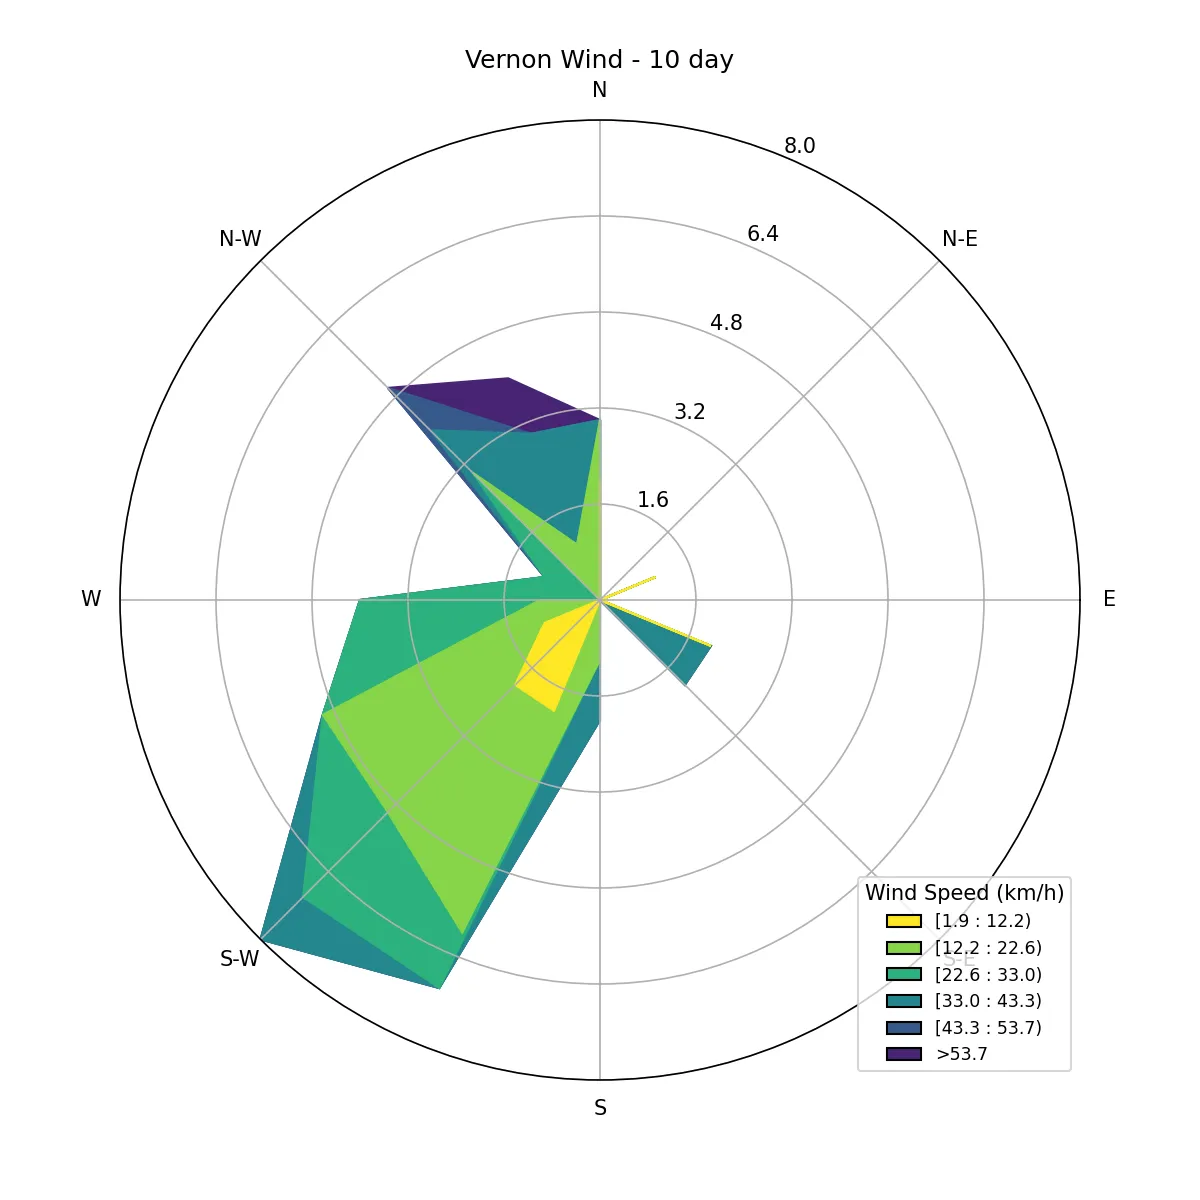 Vernon Wind - 10 day
N
8.0
N-W
6.4
N-E
4.8
3.2
1.6
W
E
S-W
S-E
S
Wind Speed (km/h)
[1.9 : 12.2)
[12.2 : 22.6)
[22.6 : 33.0)
[33.0 : 43.3)
[43.3 : 53.7)
>53.7